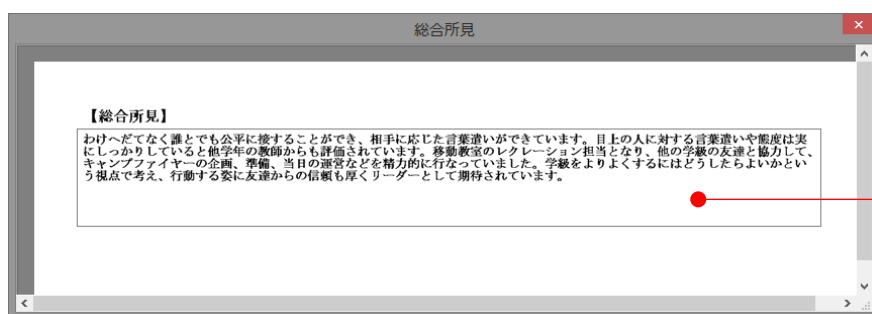 総合所見
×
【総合所見】
わけへだてなく誰とでも公平に接することができ、相手に応じた言葉遣いができています。目上の人に対する言葉遣いや態度は実
にしっかりしていると他学年の教師からも評価されています。移動教室のレクレーション担当となり、他の学級の友達と協力して、
キャンプファイヤーの企画、準備、当日の運営などを精力的に行なっていました。学級をよりよくするにはどうしたらよいかとい
う視点で考え、行動する姿に友達からの信頼も厚くリーダーとして期待されています。